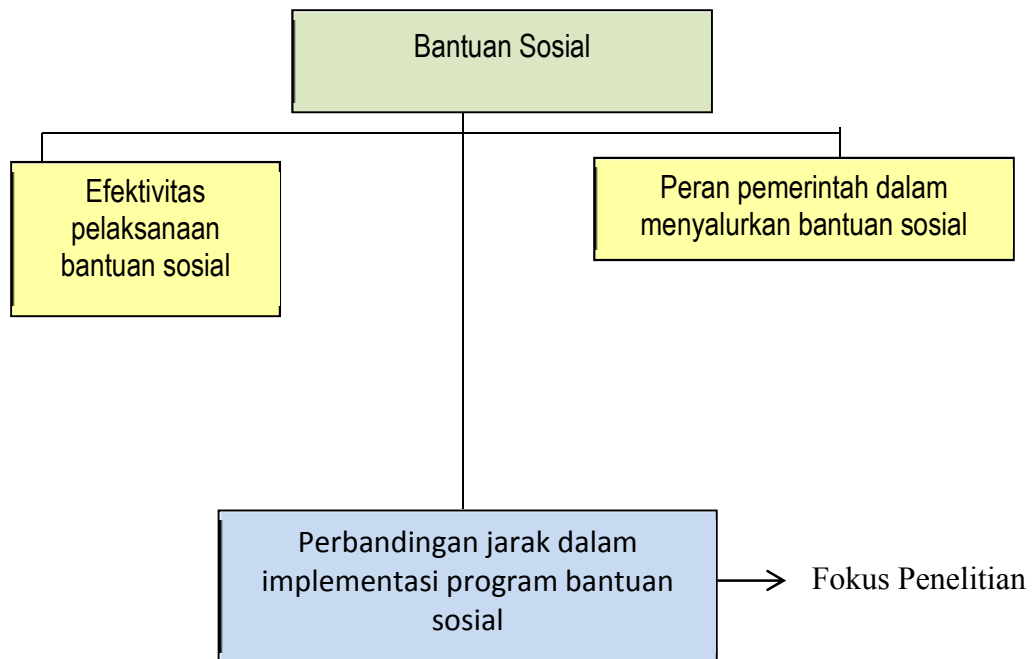 Bantuan Sosial
Efektivitas
pelaksanaan
bantuan sosial
Peran pemerintah dalam
menyalurkan bantuan sosial
Perbandingan jarak dalam
implementasi program bantuan
sosial
Fokus Penelitian